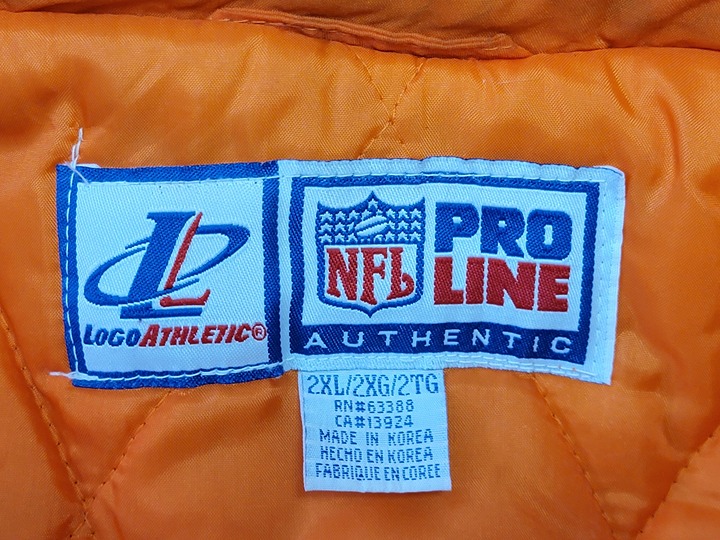 LOGOATHLETIC®
NFL
PRO
LINE
AUTHENTIC
2XL/2XG/2TG
RN#63388
CA#13924
MADE IN KOREA
HECHO EN KOREA
FABRIQUE EN COREE